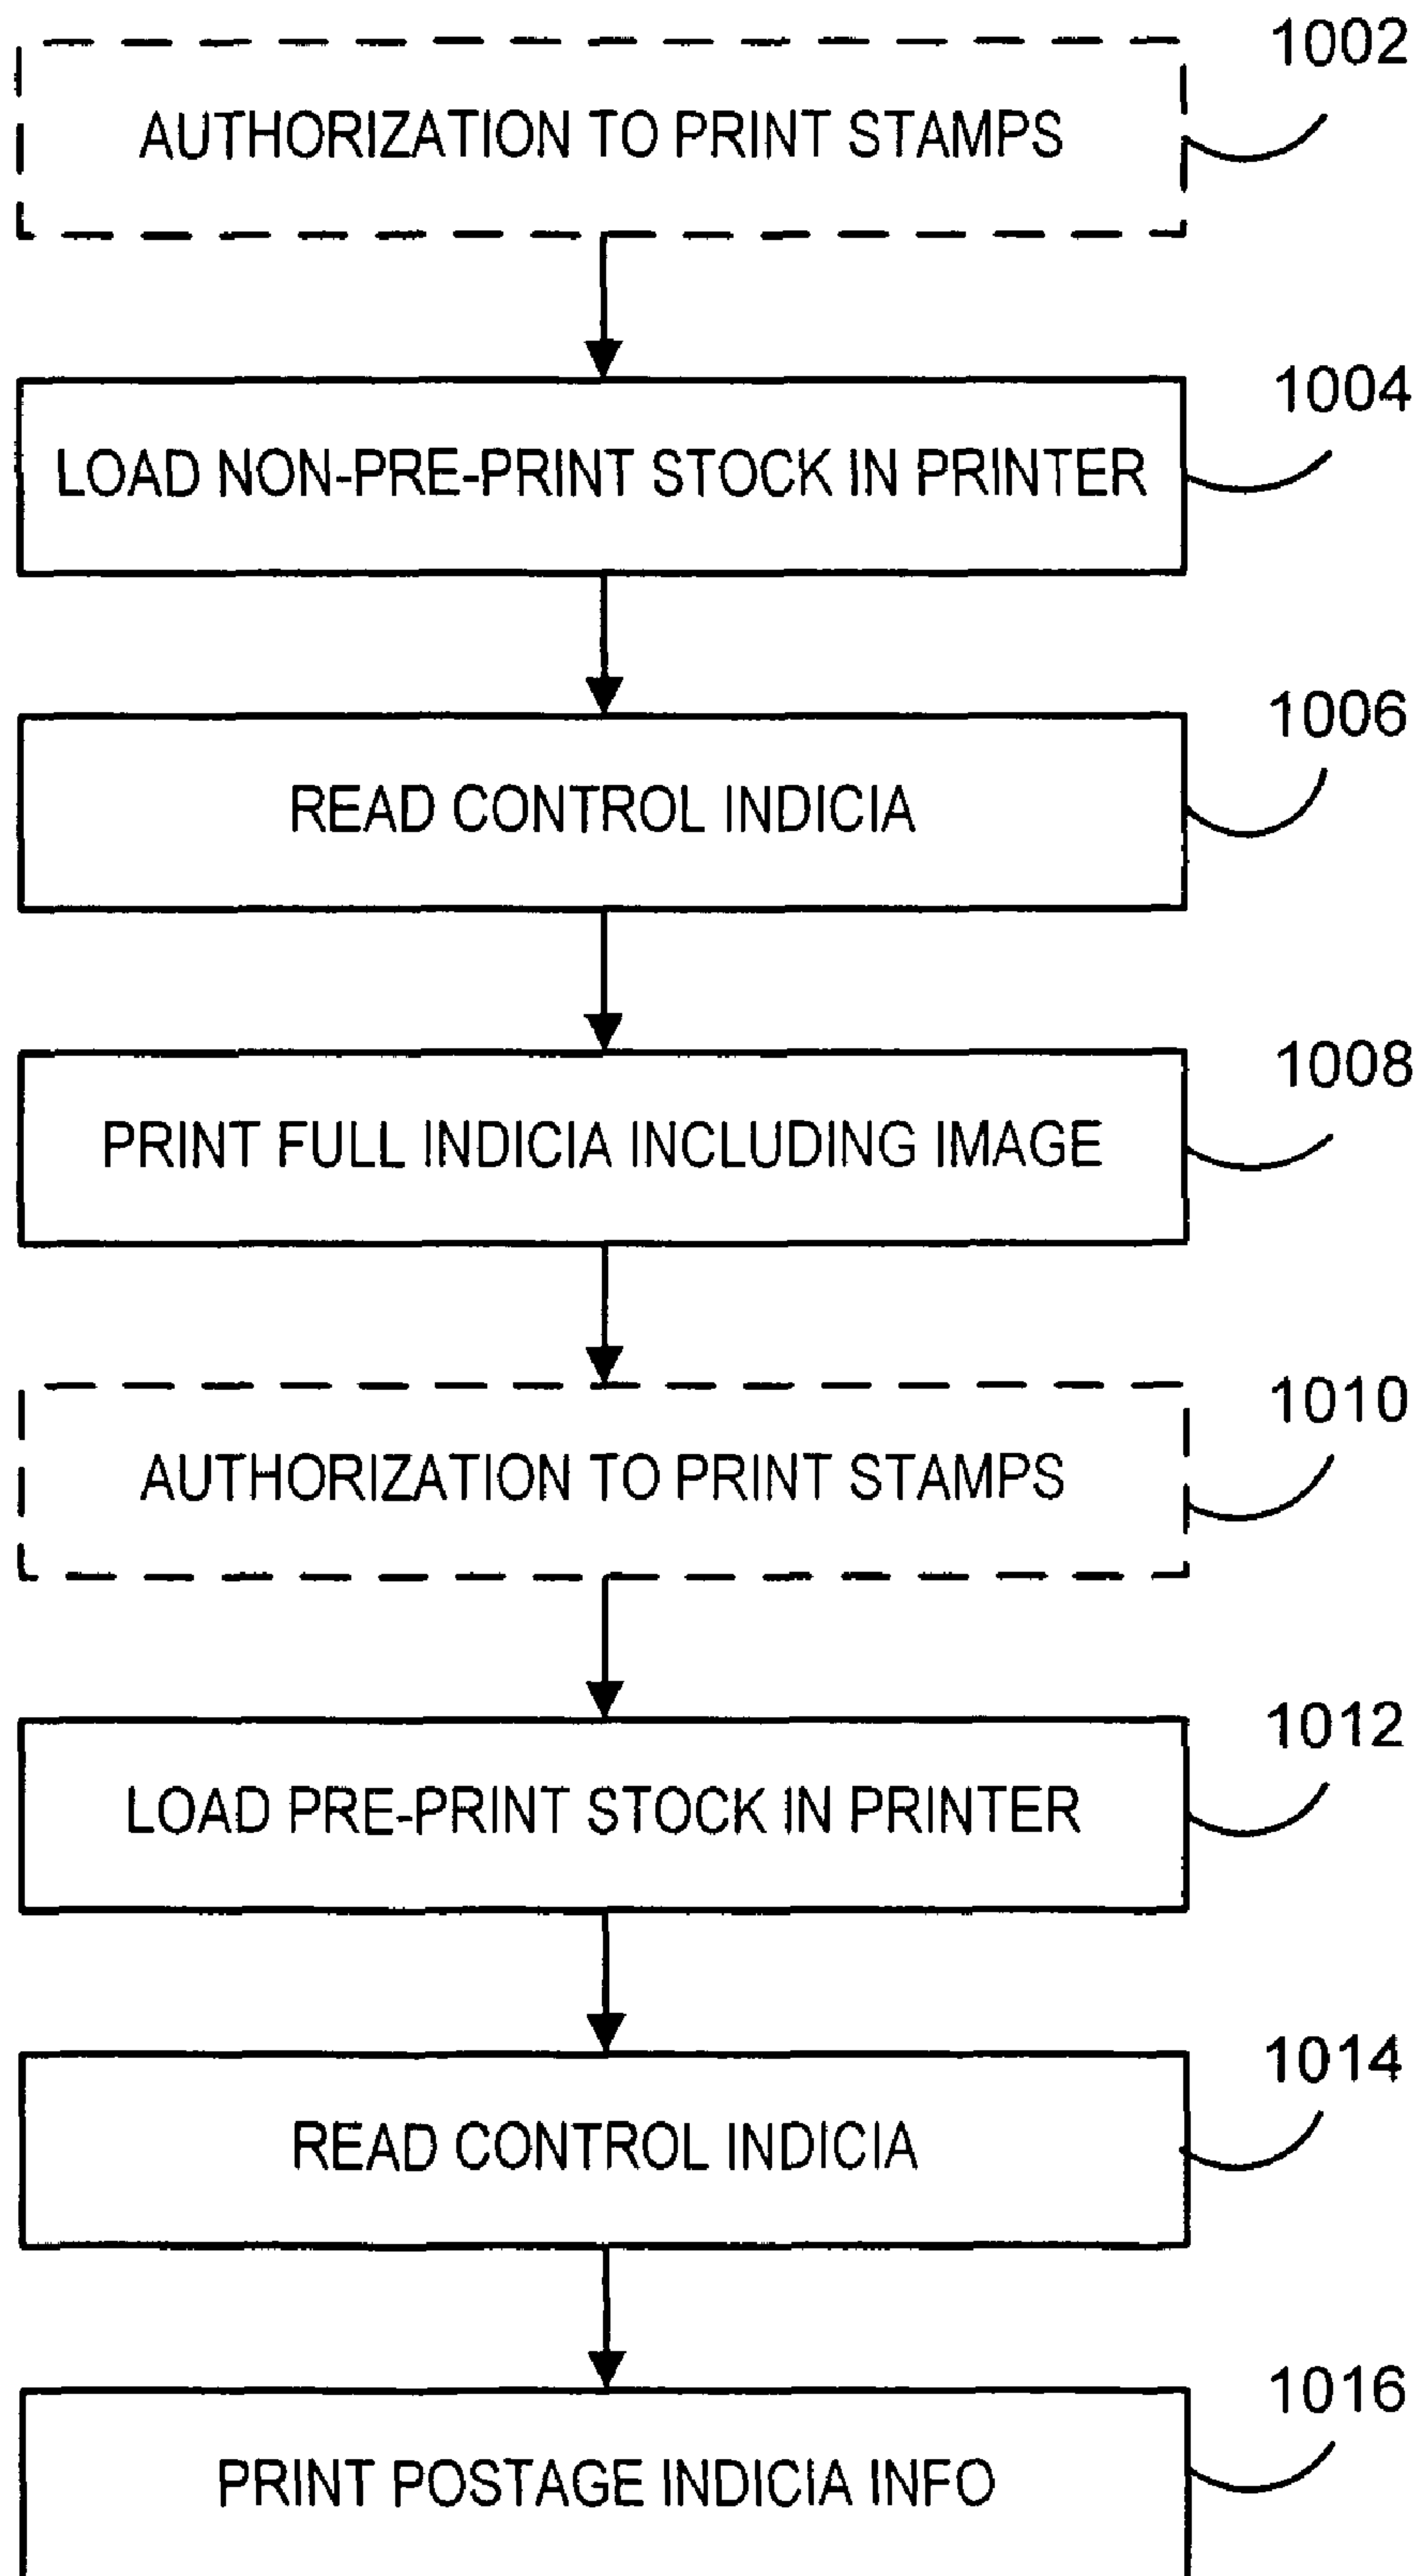 1002
AUTHORIZATION TO PRINT STAMPS
1004
LOAD NON-PRE-PRINT STOCK IN PRINTER
1006
READ CONTROL INDICIA
1008
PRINT FULL INDICIA INCLUDING IMAGE
1010
AUTHORIZATION TO PRINT STAMPS
1012
LOAD PRE-PRINT STOCK IN PRINTER
1014
READ CONTROL INDICIA
1016
PRINT POSTAGE INDICIA INFO